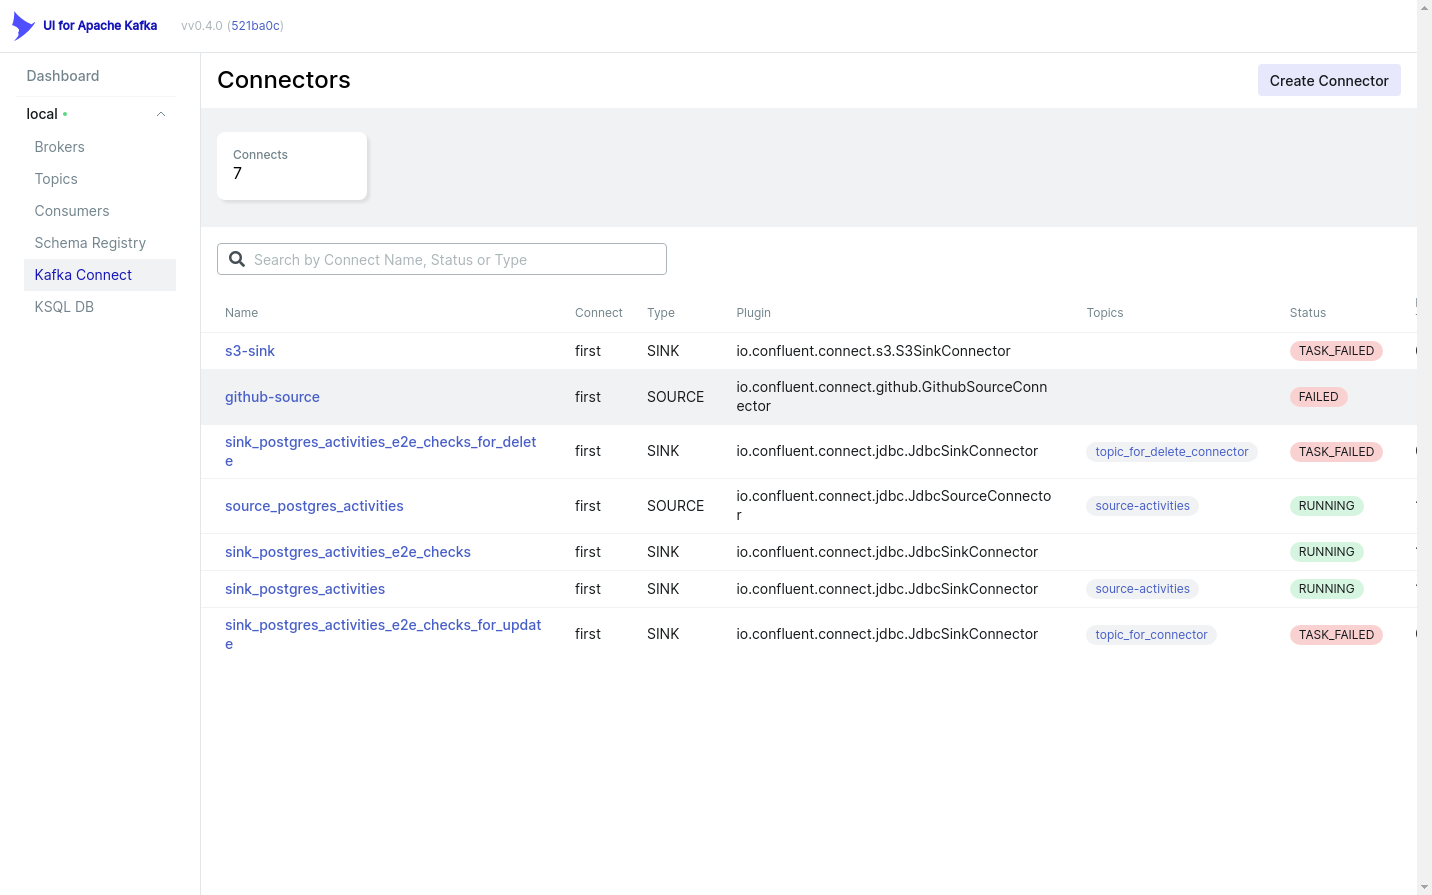 UI for Apache Kafka
vv0.4.0 (521ba0c)
Dashboard
local
Brokers
Topics
Consumers
Schema Registry
Kafka Connect
KSQL DB
Connectors
Create Connector
Connects
7
Search by Connect Name, Status or Type
Name Connect Type Plugin Topics Status
s3-sink first SINK io.confluent.connect.s3.S3SinkConnector TASK_FAILED
github-source first SOURCE io.confluent.connect.github.GithubSourceConn
ector FAILED
sink_postgres_activities_e2e_checks_for_delet
e first SINK io.confluent.connect.jdbc.JdbcSinkConnector topic_for_delete_connector TASK_FAILED
source_postgres_activities first SOURCE io.confluent.connect.jdbc.JdbcSourceConnecto
r source-activities RUNNING
sink_postgres_activities_e2e_checks first SINK io.confluent.connect.jdbc.JdbcSinkConnector RUNNING
sink_postgres_activities first SINK io.confluent.connect.jdbc.JdbcSinkConnector source-activities RUNNING
sink_postgres_activities_e2e_checks_for_updat
e first SINK io.confluent.connect.jdbc.JdbcSinkConnector topic_for_connector TASK_FAILED